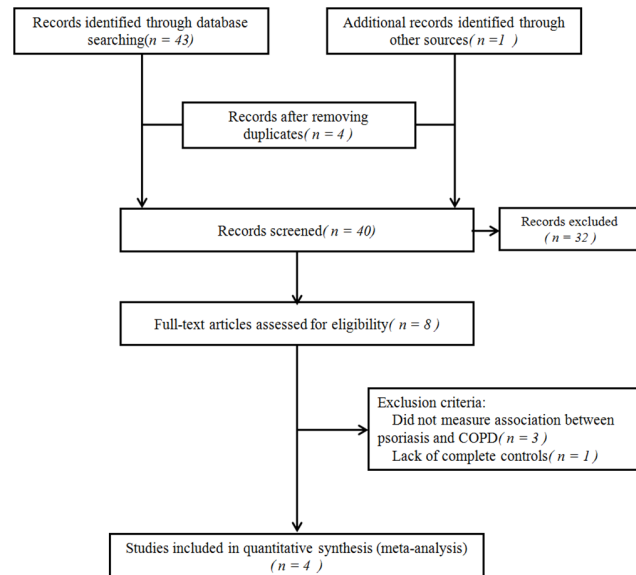 Records identified through database
searching(n = 43)
Additional records identified through
other sources( n =1 )
Records after removing
duplicates( n = 4 )
Records screened( n = 40)
Records excluded
( n = 32 )
Full-text articles assessed for eligibility( n = 8 )
Exclusion criteria:
Did not measure association between
psoriasis and COPD( n = 3 )
Lack of complete controls( n = 1 )
Studies included in quantitative synthesis (meta-analysis)
( n = 4 )